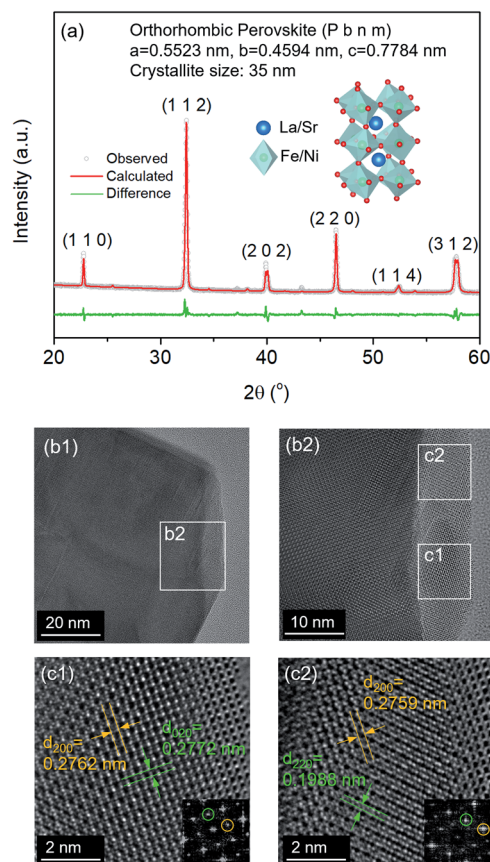 (a)
Orthorhombic Perovskite (P b n m)
a=0.5523 nm, b=0.4594 nm, c=0.7784 nm
Crystallite size: 35 nm
(1 1 2)
La/Sr
Fe/Ni
Observed
Calculated
Difference
(1 1 0)
(2 0 2)
(2 2 0)
(1 1 4)
(3 1 2)
Intensity (a.u.)
20 30 40 50 60
2θ (°)
(b1)
b2
20 nm
(b2)
c2
c1
10 nm
(c1)
d200=
0.2762 nm
d020=
0.2772 nm
2 nm
(c2)
d200=
0.2759 nm
d220=
0.1988 nm
2 nm